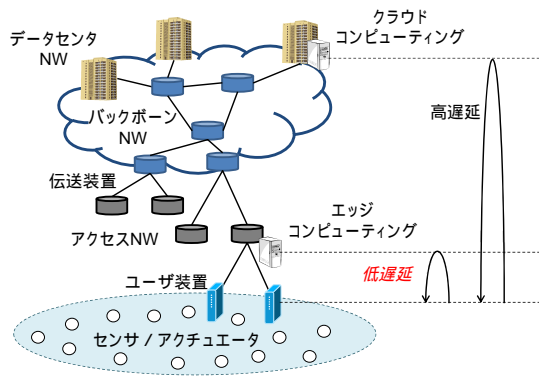 クラウド
コンピューティング
データセンタ
NW
高遅延
バックボーン
NW
伝送装置
アクセスNW
エッジ
コンピューティング
低遅延
ユーザ装置
センサ / アクチュエータ